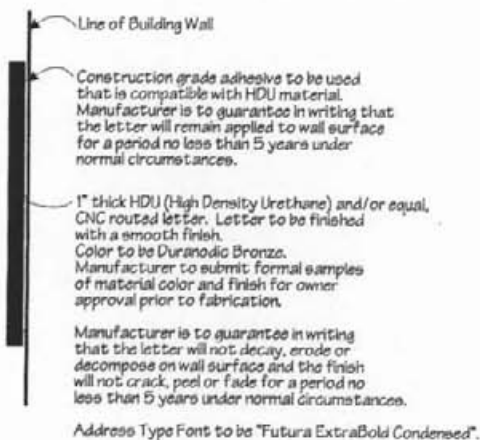 Line of Building Wall
Construction grade adhesive to be used
that is compatible with HDU material.
Manufacturer is to guarantee in writing that
the letter will remain applied to wall surface
for a period no less than 5 years under
normal circumstances.
1" thick HDU (High Density Urethane) and/or equal,
CNC routed letter. Letter to be finished
with a smooth finish.
Color to be Duranodic Bronze.
Manufacturer to submit formal samples
of material color and finish for owner
approval prior to fabrication.
Manufacturer is to guarantee in writing
that the letter will not decay, erode or
decompose on wall surface and the finish
will not crack, peel or fade for a period no
less than 5 years under normal circumstances.
Address Type Font to be "Futura ExtraBold Condensed".